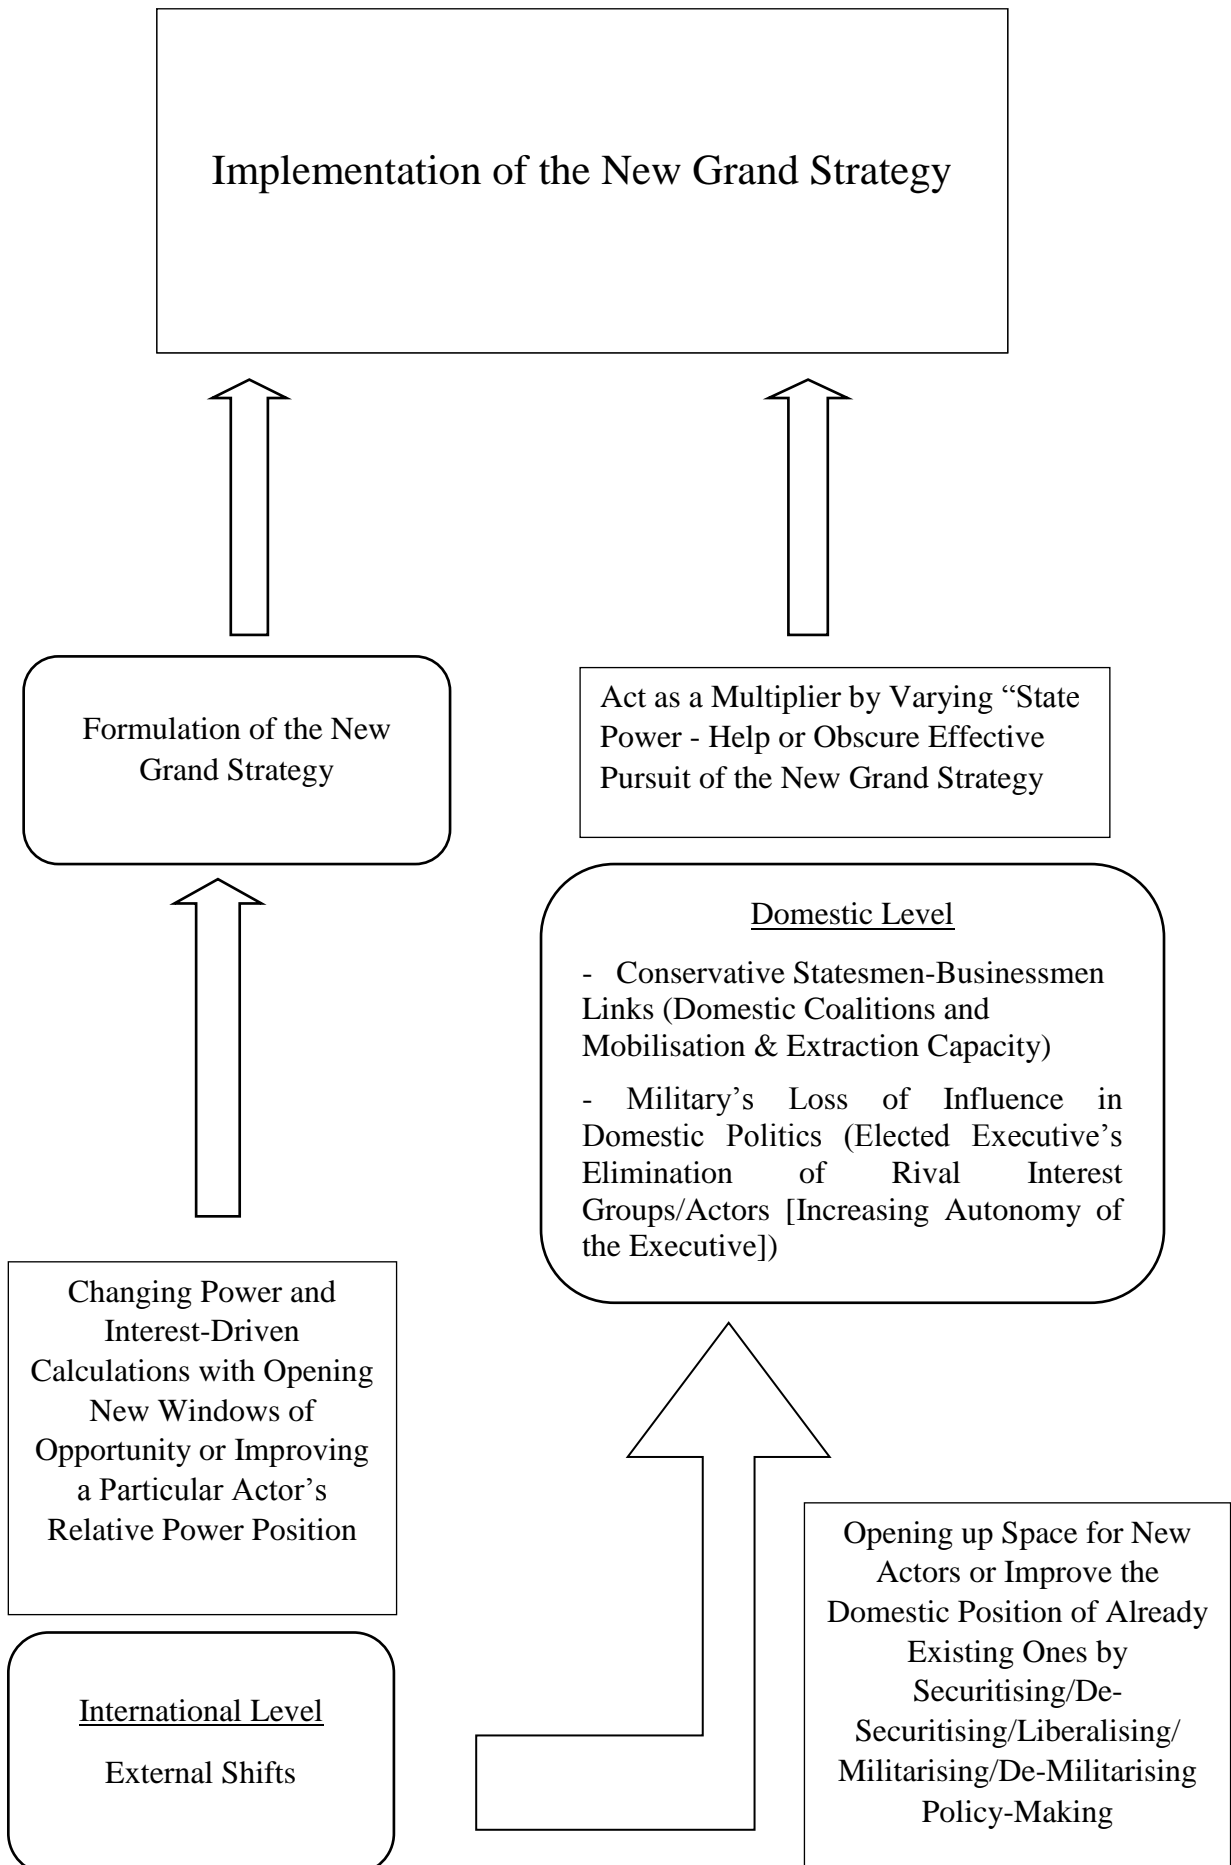 Implementation of the New Grand Strategy
Formulation of the New
Grand Strategy
Act as a Multiplier by Varying “State
Power - Help or Obscure Effective
Pursuit of the New Grand Strategy
Domestic Level
- Conservative Statesmen-Businessmen
Links (Domestic Coalitions and
Mobilisation & Extraction Capacity)
- Military’s Loss of Influence in
Domestic Politics (Elected Executive’s
Elimination of Rival Interest
Groups/Actors [Increasing Autonomy of
the Executive])
Changing Power and
Interest-Driven
Calculations with Opening
New Windows of
Opportunity or Improving
a Particular Actor’s
Relative Power Position
Opening up Space for New
Actors or Improve the
Domestic Position of Already
Existing Ones by
Securitising/De-
Securitising/Liberalising/
Militarising/De-Militarising
Policy-Making
International Level
External Shifts